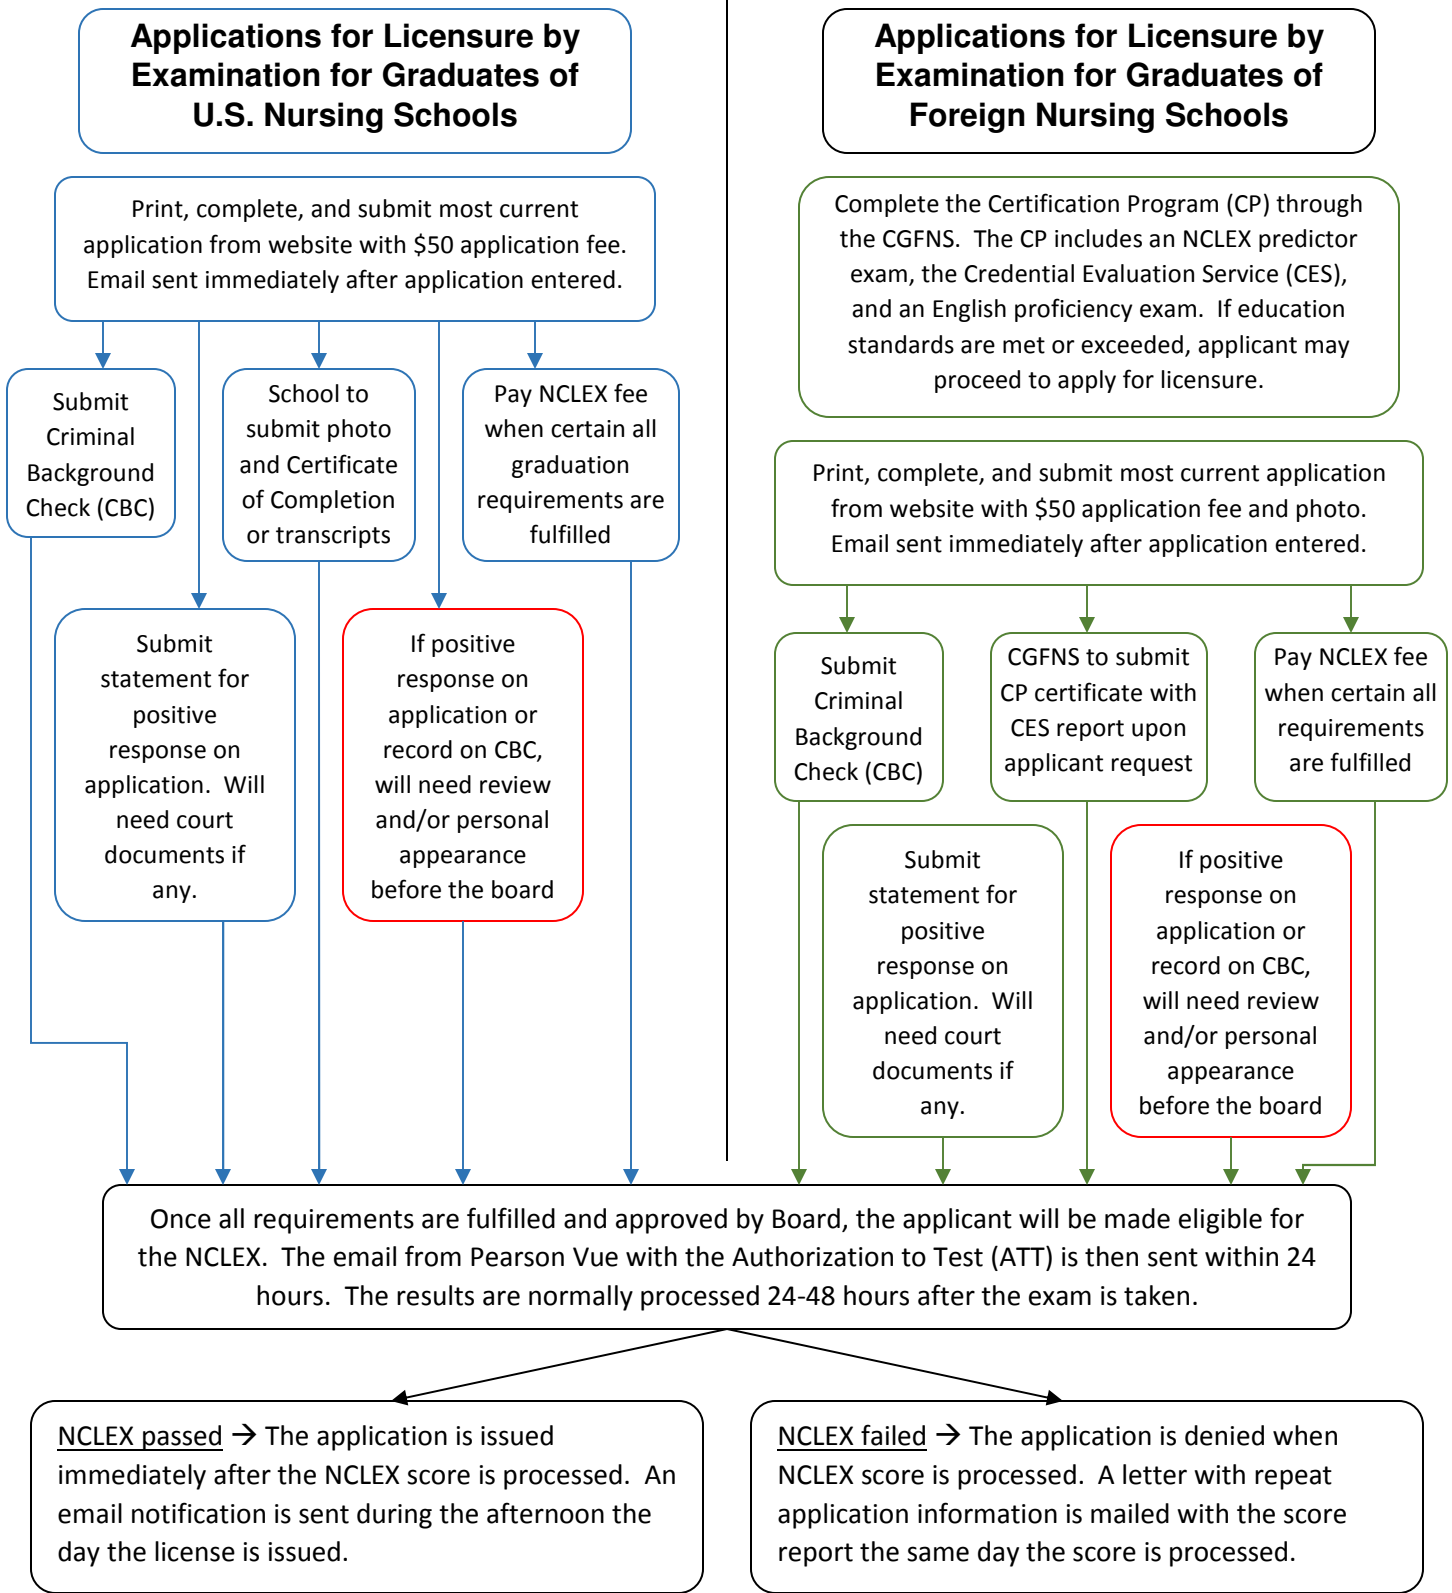 Applications for Licensure by
Examination for Graduates of
U.S. Nursing Schools
Print, complete, and submit most current
application from website with $50 application fee.
Email sent immediately after application entered.
Submit
Criminal
Background
Check (CBC)
School to
submit photo
and Certificate
of Completion
or transcripts
Pay NCLEX fee
when certain all
graduation
requirements are
fulfilled
Submit
statement for
positive
response on
application.  Will
need court
documents if
any.
If positive
response on
application or
record on CBC,
will need review
and/or personal
appearance
before the board
Applications for Licensure by
Examination for Graduates of
Foreign Nursing Schools
Complete the Certification Program (CP) through
the CGFNS.  The CP includes an NCLEX predictor
exam, the Credential Evaluation Service (CES),
and an English proficiency exam.  If education
standards are met or exceeded, applicant may
proceed to apply for licensure.
Print, complete, and submit most current application
from website with $50 application fee and photo.
Email sent immediately after application entered.
Submit
Criminal
Background
Check (CBC)
CGFNS to submit
CP certificate with
CES report upon
applicant request
Pay NCLEX fee
when certain all
requirements
are fulfilled
Submit
statement for
positive
response on
application.  Will
need court
documents if
any.
If positive
response on
application or
record on CBC,
will need review
and/or personal
appearance
before the board
Once all requirements are fulfilled and approved by Board, the applicant will be made eligible for
the NCLEX.  The email from Pearson Vue with the Authorization to Test (ATT) is then sent within 24
hours.  The results are normally processed 24-48 hours after the exam is taken.
NCLEX passed → The application is issued
immediately after the NCLEX score is processed.  An
email notification is sent during the afternoon the
day the license is issued.
NCLEX failed → The application is denied when
NCLEX score is processed.  A letter with repeat
application information is mailed with the score
report the same day the score is processed.